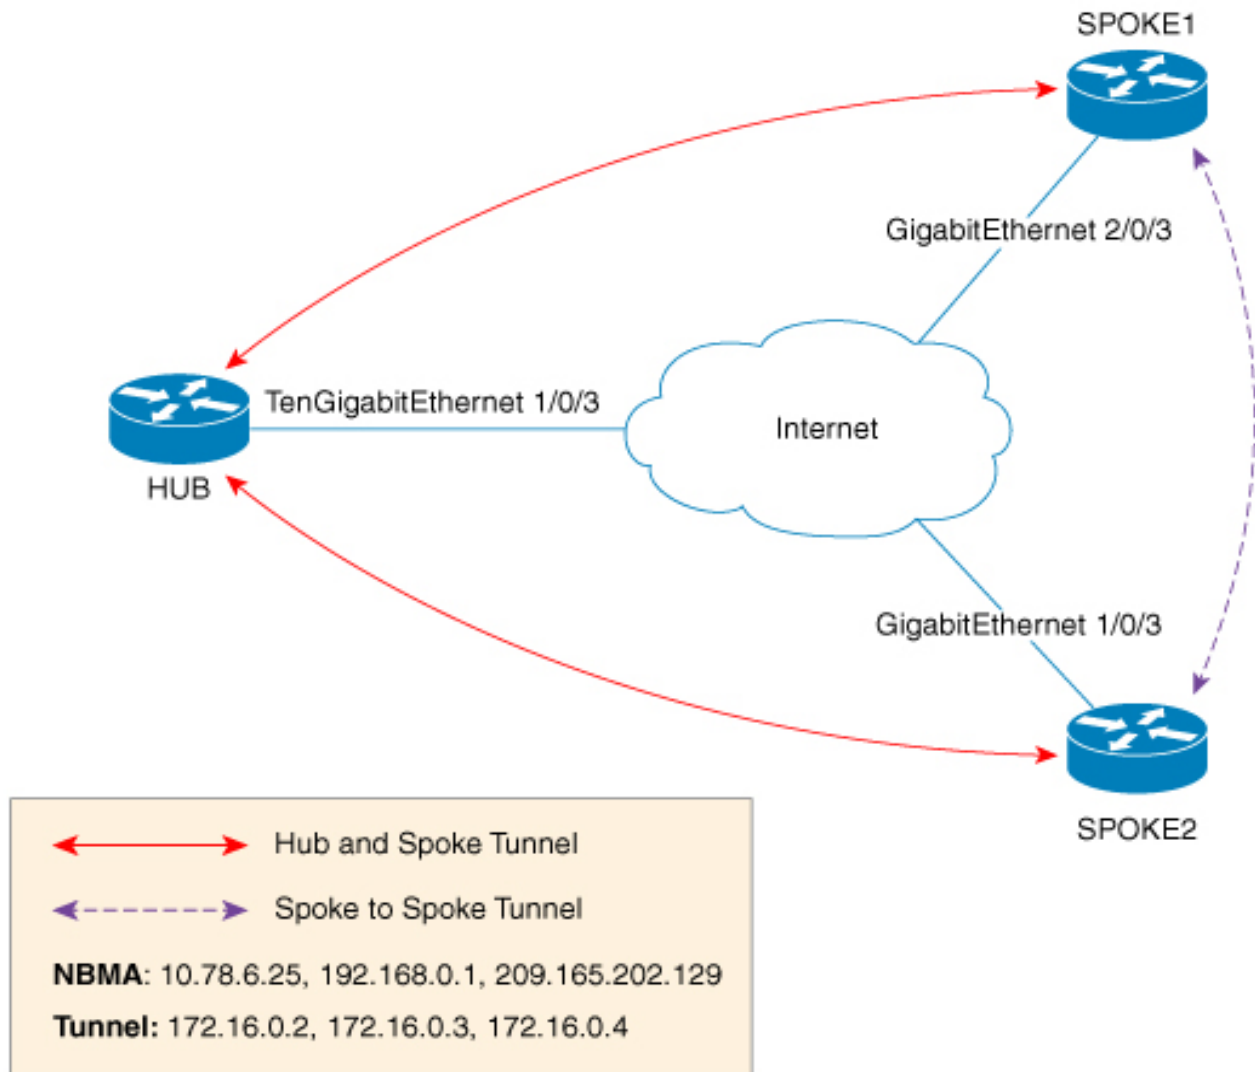 SPOKE1
GigabitEthernet 2/0/3
TenGigabitEthernet 1/0/3
Internet
HUB
GigabitEthernet 1/0/3
SPOKE2
Hub and Spoke Tunnel
Spoke to Spoke Tunnel
NBMA: 10.78.6.25, 192.168.0.1, 209.165.202.129
Tunnel: 172.16.0.2, 172.16.0.3, 172.16.0.4